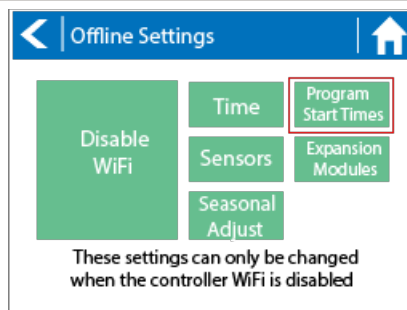 Offline Settings
Disable
WiFi
Time
Program
Start Times
Sensors
Expansion
Modules
Seasonal
Adjust
These settings can only be changed
when the controller WiFi is disabled